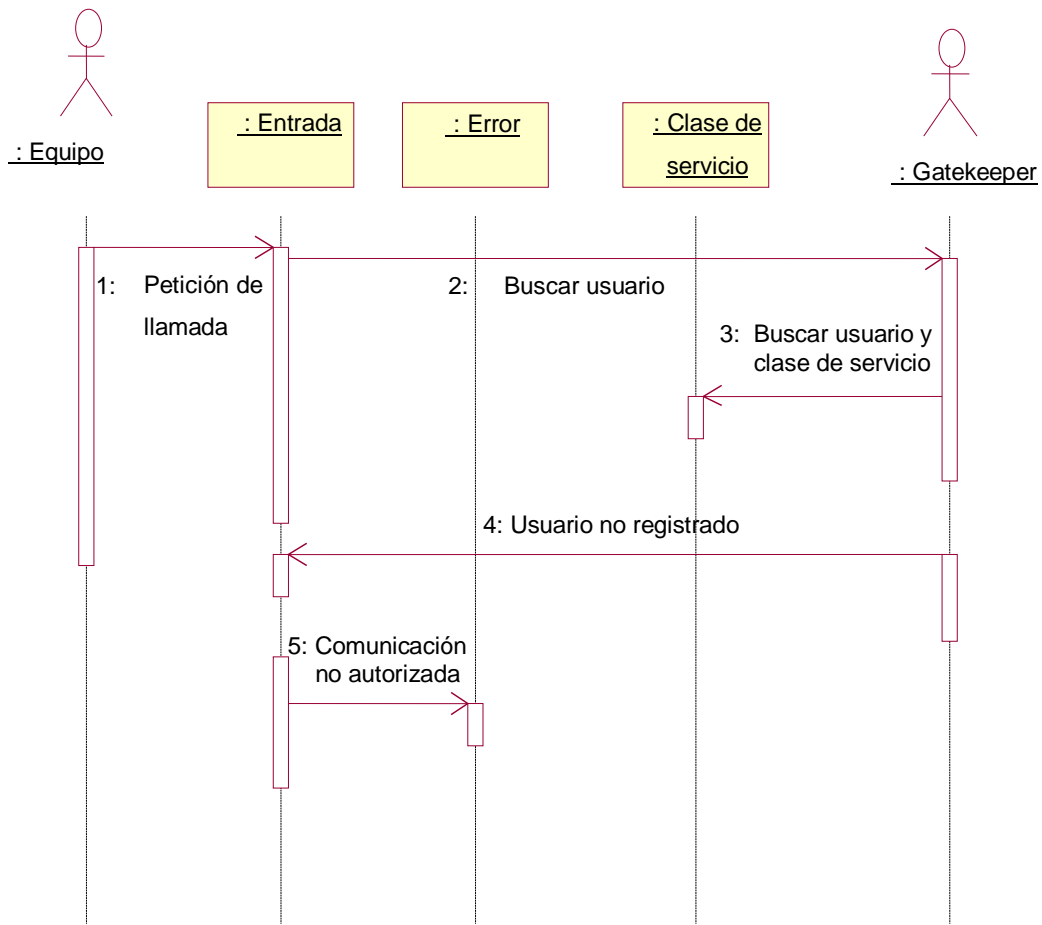 : Equipo
: Entrada
: Error
: Clase de
servicio
: Gatekeeper
1: Petición de
llamada
2: Buscar usuario
3: Buscar usuario y
clase de servicio
4: Usuario no registrado
5: Comunicación
no autorizada